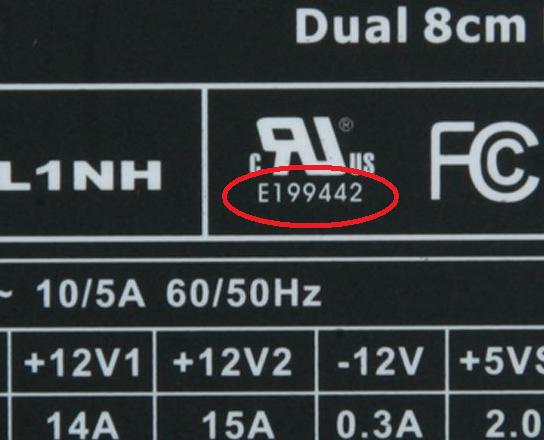 Dual 8cm
L1NH
c RU ® US
E199442
FC
~ 10/5A 60/50Hz
+12V1 +12V2 -12V +5VS
14A 15A 0.3A 2.0